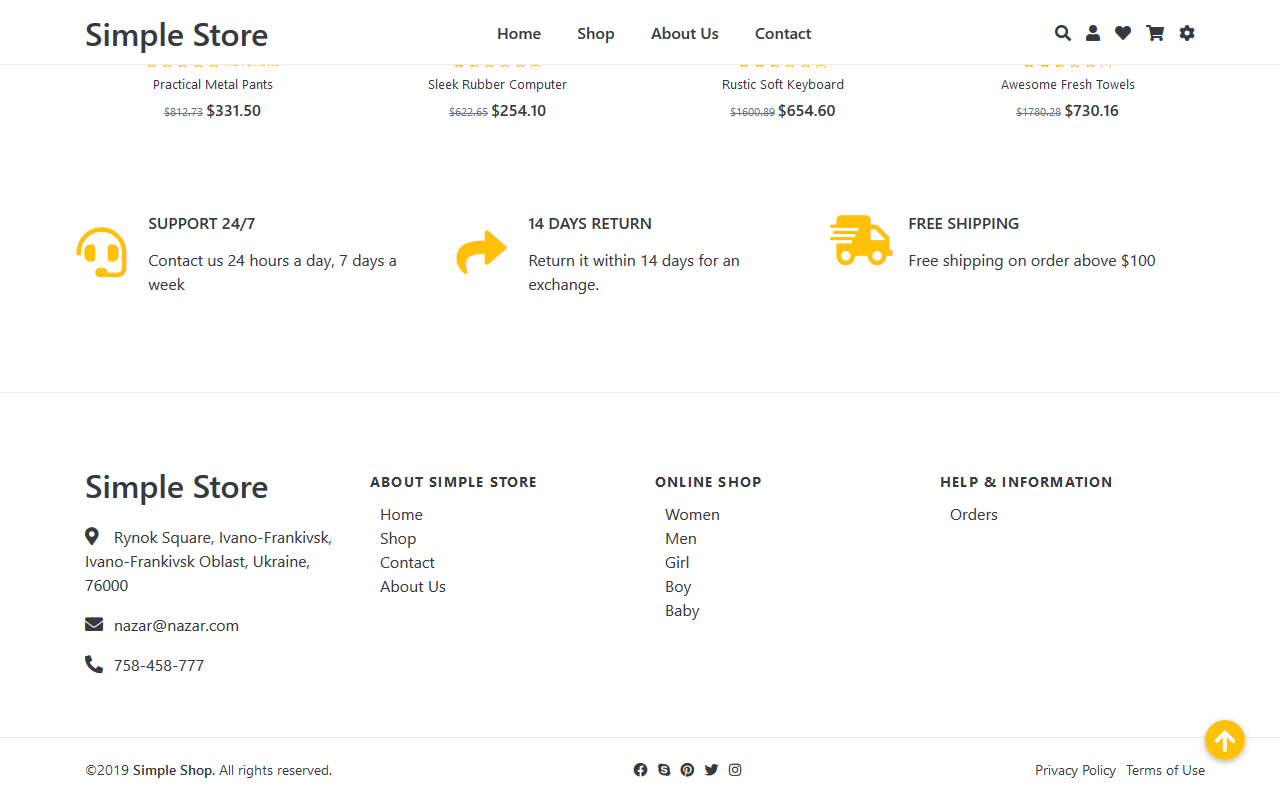 Simple Store
Home Shop About Us Contact
Practical Metal Pants
$812.73 $331.50
Sleek Rubber Computer
$622.65 $254.10
Rustic Soft Keyboard
$1600.89 $654.60
Awesome Fresh Towels
$1780.28 $730.16
SUPPORT 24/7
Contact us 24 hours a day, 7 days a
week
14 DAYS RETURN
Return it within 14 days for an
exchange.
FREE SHIPPING
Free shipping on order above $100
Simple Store
Rynok Square, Ivano-Frankivsk,
Ivano-Frankivsk Oblast, Ukraine,
76000
nazar@nazar.com
758-458-777
ABOUT SIMPLE STORE
Home
Shop
Contact
About Us
ONLINE SHOP
Women
Men
Girl
Boy
Baby
HELP & INFORMATION
Orders
©2019 Simple Shop. All rights reserved.
Privacy Policy Terms of Use